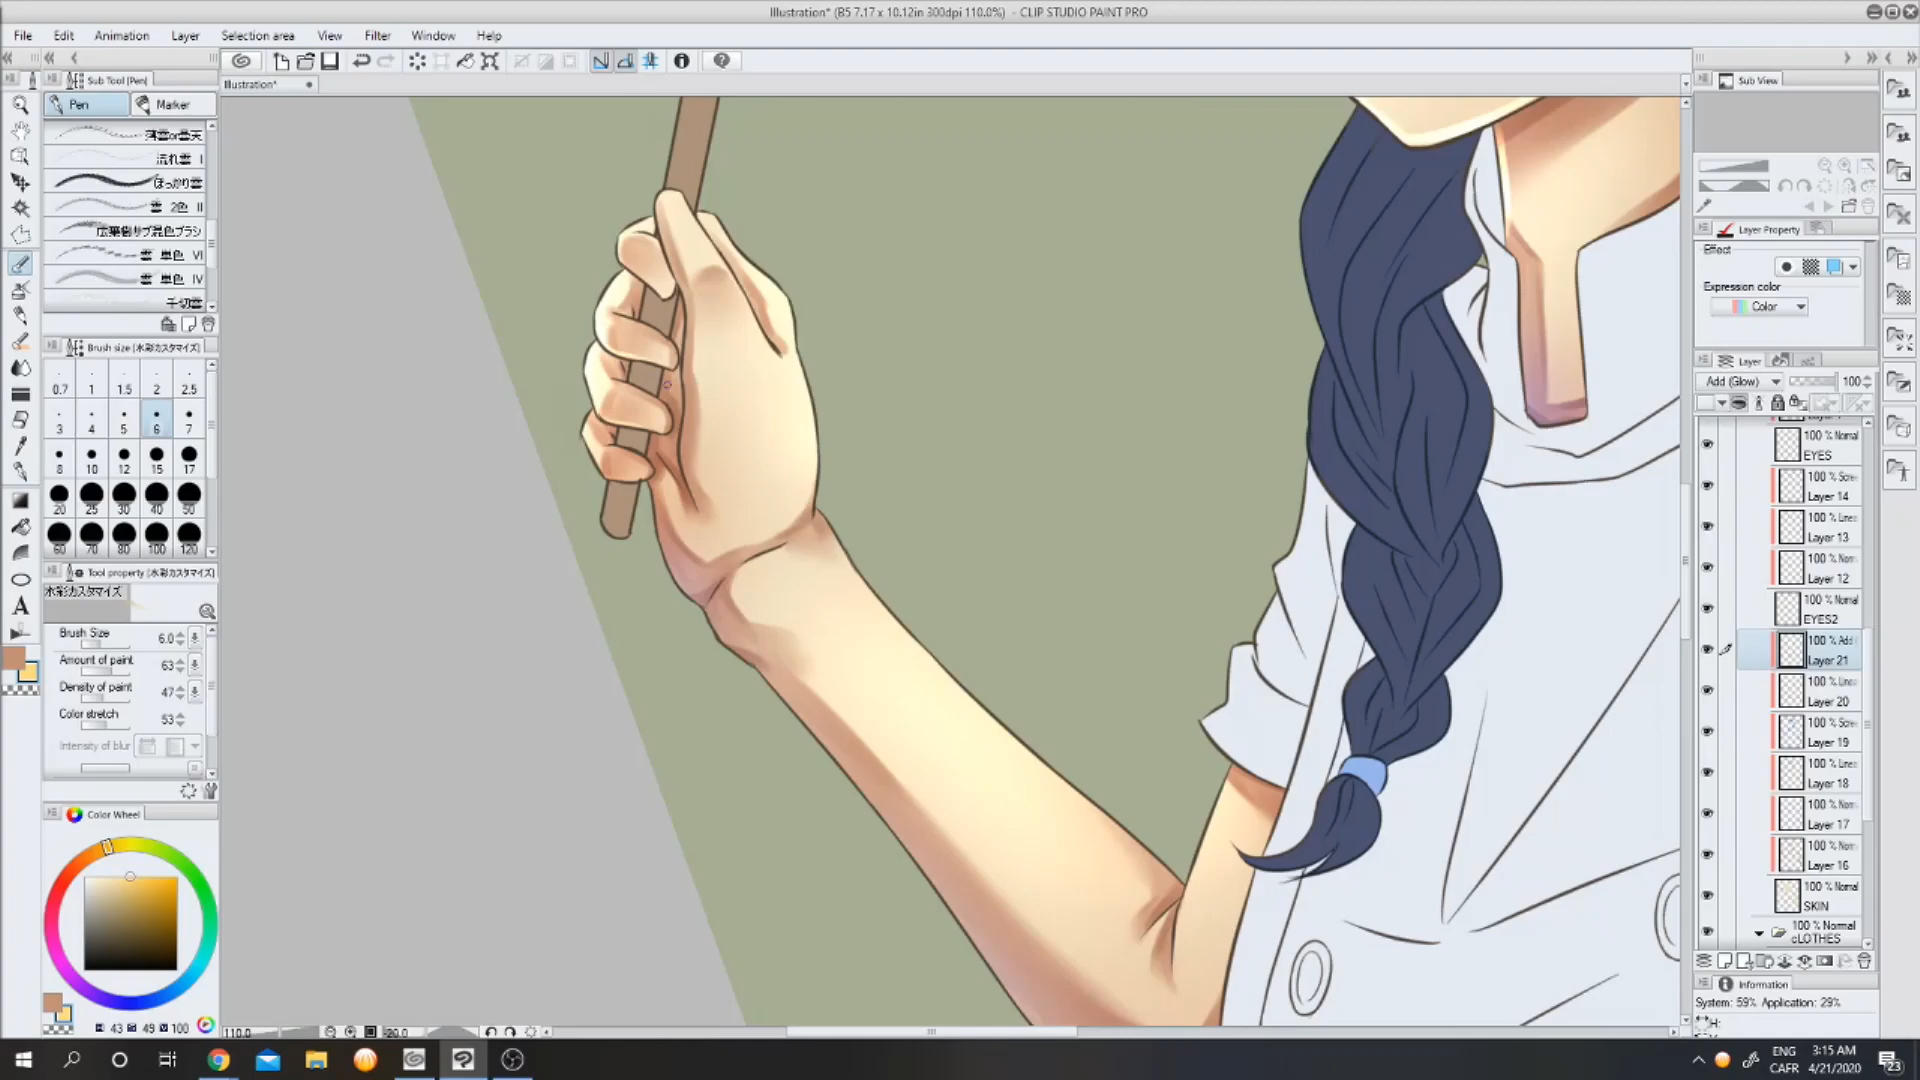 Illustration* (B5 7.17 x 10.12in 300dpi 110.0%) - CLIP STUDIO PAINT PRO
File Edit Animation Layer Selection area View Filter Window Help
Sub Tool [Pen]
Illustration*
Sub View
Pen Marker
薄雲or曇天
流れ雲 I
ほっかり雲
雲 2色 II
広葉樹サブ混色ブラシ
雲 単色 VI
雲 単色 IV
千切雲
Brush size [水彩カスタマイズ]
0.7 1 1.5 2 2.5
3 4 5 6 7
8 10 12 15 17
20 25 30 40 50
60 70 80 100 120
Tool property [水彩カスタマイズ]
水彩カスタマイズ
Brush Size 6.0
Amount of paint 63
Density of paint 47
Color stretch 53
Intensity of blur
Color Wheel
43 49 100
110.0 -20.0
Layer Property
Effect
Expression color
Color
Layer
Add (Glow) 100
100 % Normal
EYES
100 % Scre
Layer 14
100 % Line
Layer 13
100 % Norm
Layer 12
100 % Normal
EYES2
100 % Add
Layer 21
100 % Line
Layer 20
100 % Scre
Layer 19
100 % Line
Layer 18
100 % Norm
Layer 17
100 % Norm
Layer 16
100 % Normal
SKIN
100 % Normal
cLOTHES
Information
System: 59% Application: 29%
H:
A
ENG
CAFR
3:15 AM
4/21/2020
23